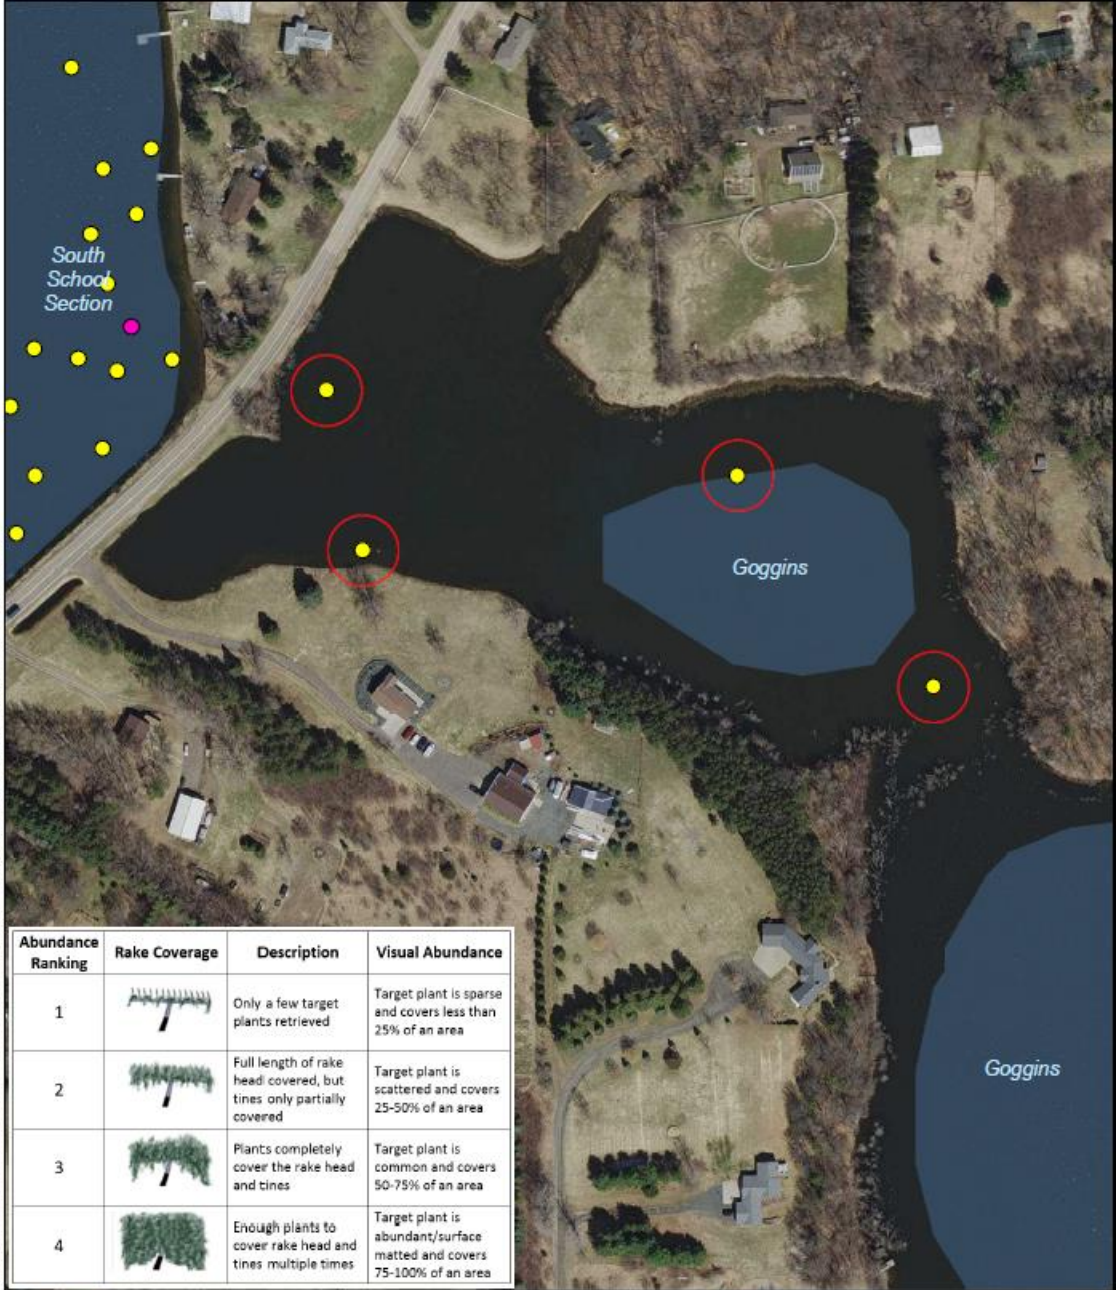 South
School
Section
Goggins
Goggins
Abundance
Ranking
Rake Coverage
Description
Visual Abundance
1
Only a few target
plants retrieved
Target plant is sparse
and covers less than
25% of an area
2
Full length of rake
head covered, but
tines only partially
covered
Target plant is
scattered and covers
25-50% of an area
3
Plants completely
cover the rake head
and tines
Target plant is
common and covers
50-75% of an area
4
Enough plants to
cover rake head and
tines multiple times
Target plant is
abundant/surface
matted and covers
75-100% of an area